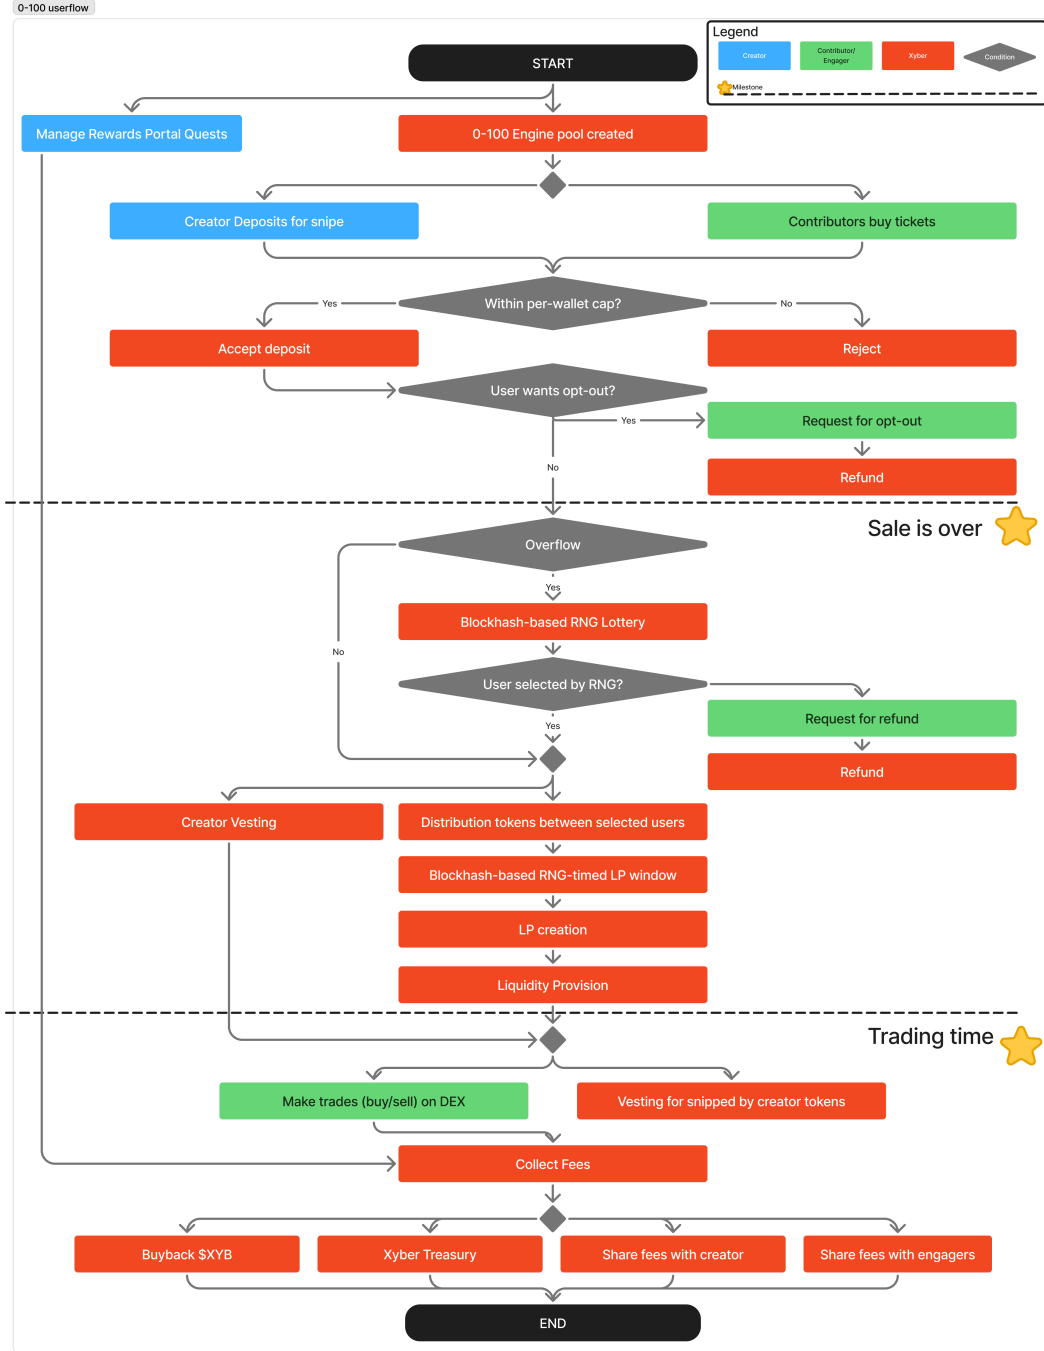 0-100 userflow
Legend
Creator
Contributor/
Engager
Xyber
Condition
Milestone
START
Manage Rewards Portal Quests
0-100 Engine pool created
Creator Deposits for snipe
Contributors buy tickets
Within per-wallet cap?
Yes
No
Accept deposit
Reject
User wants opt-out?
Yes
Request for opt-out
No
Refund
Sale is over
Overflow
Yes
Blockhash-based RNG Lottery
No
User selected by RNG?
Request for refund
Yes
Refund
Creator Vesting
Distribution tokens between selected users
Blockhash-based RNG-timed LP window
LP creation
Liquidity Provision
Trading time
Make trades (buy/sell) on DEX
Vesting for snipped by creator tokens
Collect Fees
Buyback $XYB
Xyber Treasury
Share fees with creator
Share fees with engagers
END